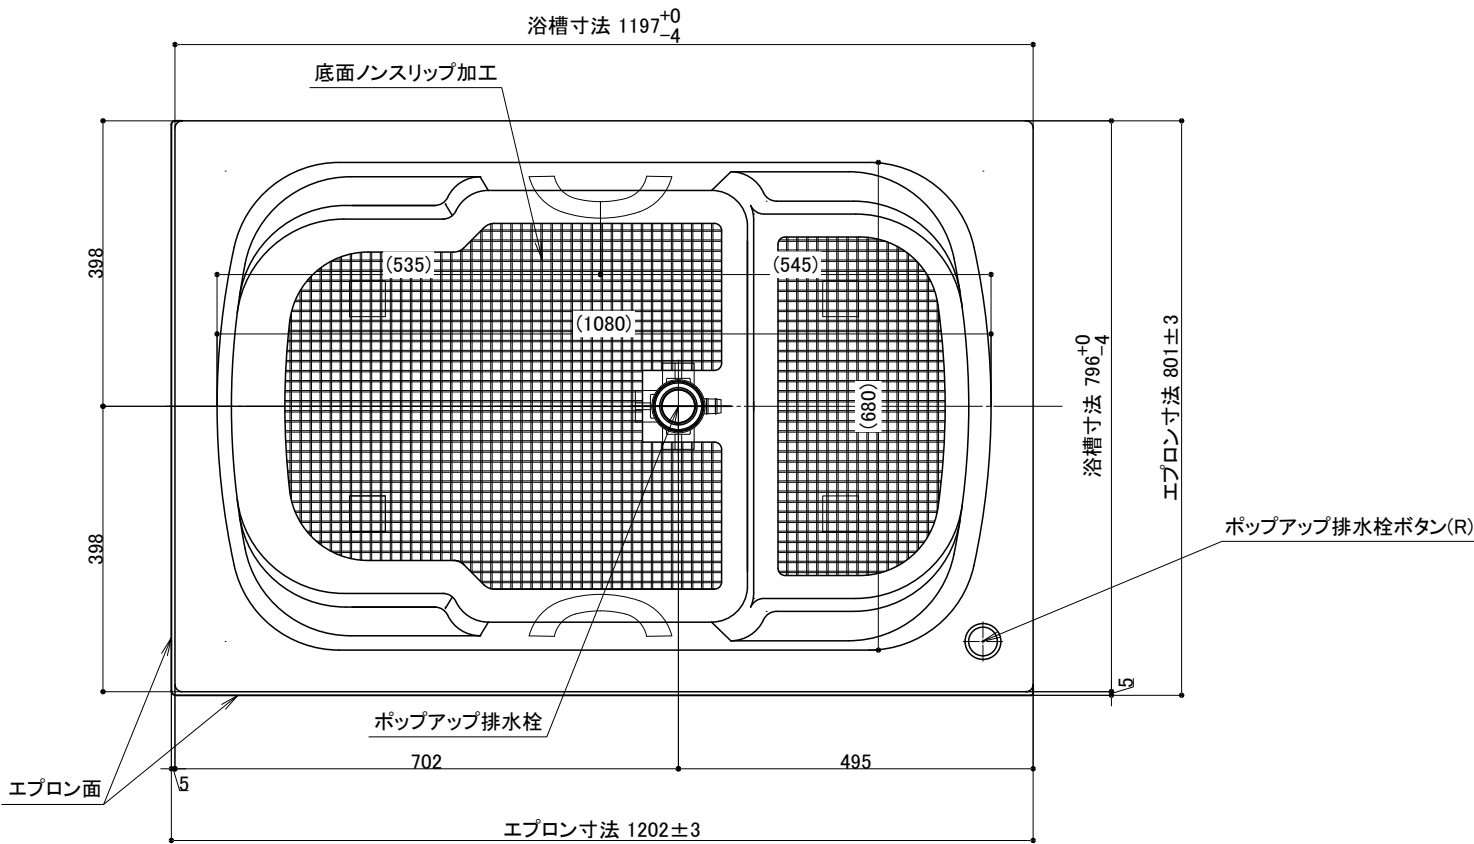 浴槽寸法 1197+0-4
底面ノンスリップ加工
398
(535)
(545)
(1080)
(680)
浴槽寸法 796+0-4
エプロン寸法 801±3
398
ポップアップ排水栓ボタン(R)
5
ポップアップ排水栓
702
495
エプロン面
5
エプロン寸法 1202±3